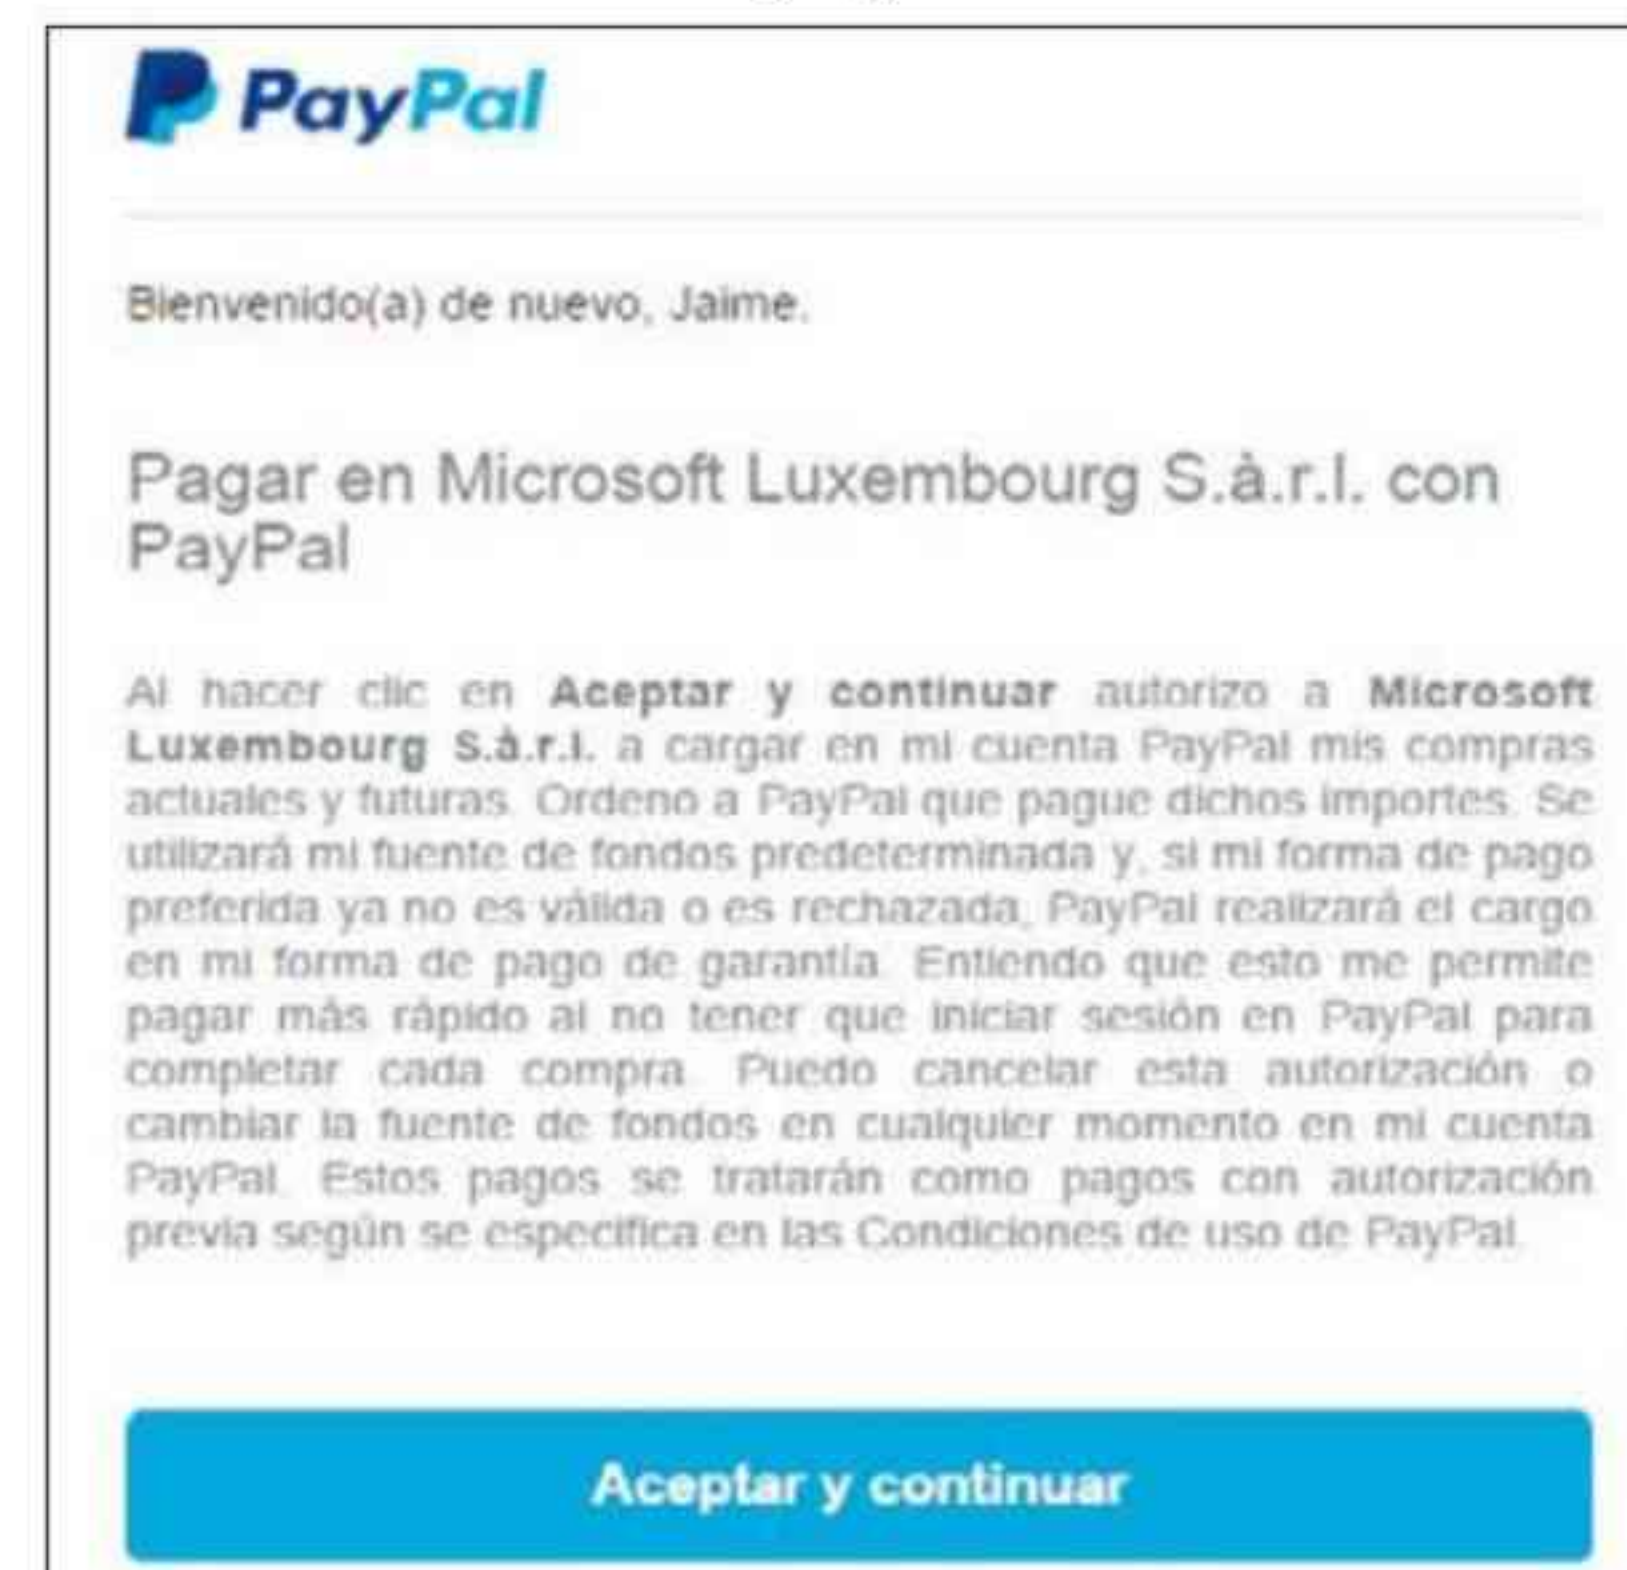 PayPal
Bienvenido(a) de nuevo, Jaime.
Pagar en Microsoft Luxembourg S.à.r.l. con
PayPal
Al hacer clic en Aceptar y continuar autorizo a Microsoft
Luxembourg S.à.r.l. a cargar en mi cuenta PayPal mis compras
actuales y futuras. Ordeno a PayPal que pague dichos importes. Se
utilizará mi fuente de fondos predeterminada y, si mi forma de pago
preferida ya no es válida o es rechazada, PayPal realizará el cargo
en mi forma de pago de garantía. Entiendo que esto me permite
pagar más rápido al no tener que iniciar sesión en PayPal para
completar cada compra. Puedo cancelar esta autorización o
cambiar la fuente de fondos en cualquier momento en mi cuenta
PayPal. Estos pagos se tratarán como pagos con autorización
previa según se especifica en las Condiciones de uso de PayPal.
Aceptar y continuar